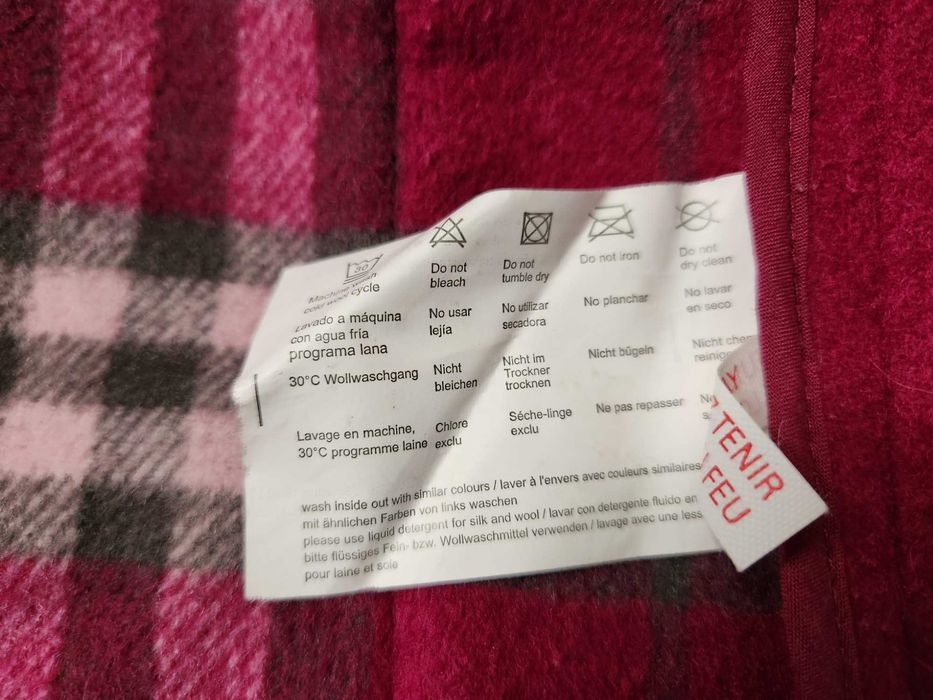 30
Machine wash
cold wool cycle
Do not
bleach
Do not
tumble dry
Do not iron
Do not
dry clean
Lavado a máquina
con agua fría
programa lana
No usar
lejía
No utilizar
secadora
No planchar
No lavar
en seco
30°C Wollwaschgang
Nicht
bleichen
Nicht im
Trockner
trocknen
Nicht bügeln
Nicht
Lavage en machine,
30°C programme laine
Chlore
exclu
Séche-linge
exclu
Ne pas repasser
wash inside out with similar colours / laver à l'envers avec couleurs similaires
mit ähnlichen Farben von links waschen
please use liquid detergent for silk and wool / lavar con detergente fluido en
bitte flüssiges Fein- bzw. Wollwaschmittel verwenden / lavage avec une
pour laine et soie
TENIR
FEU